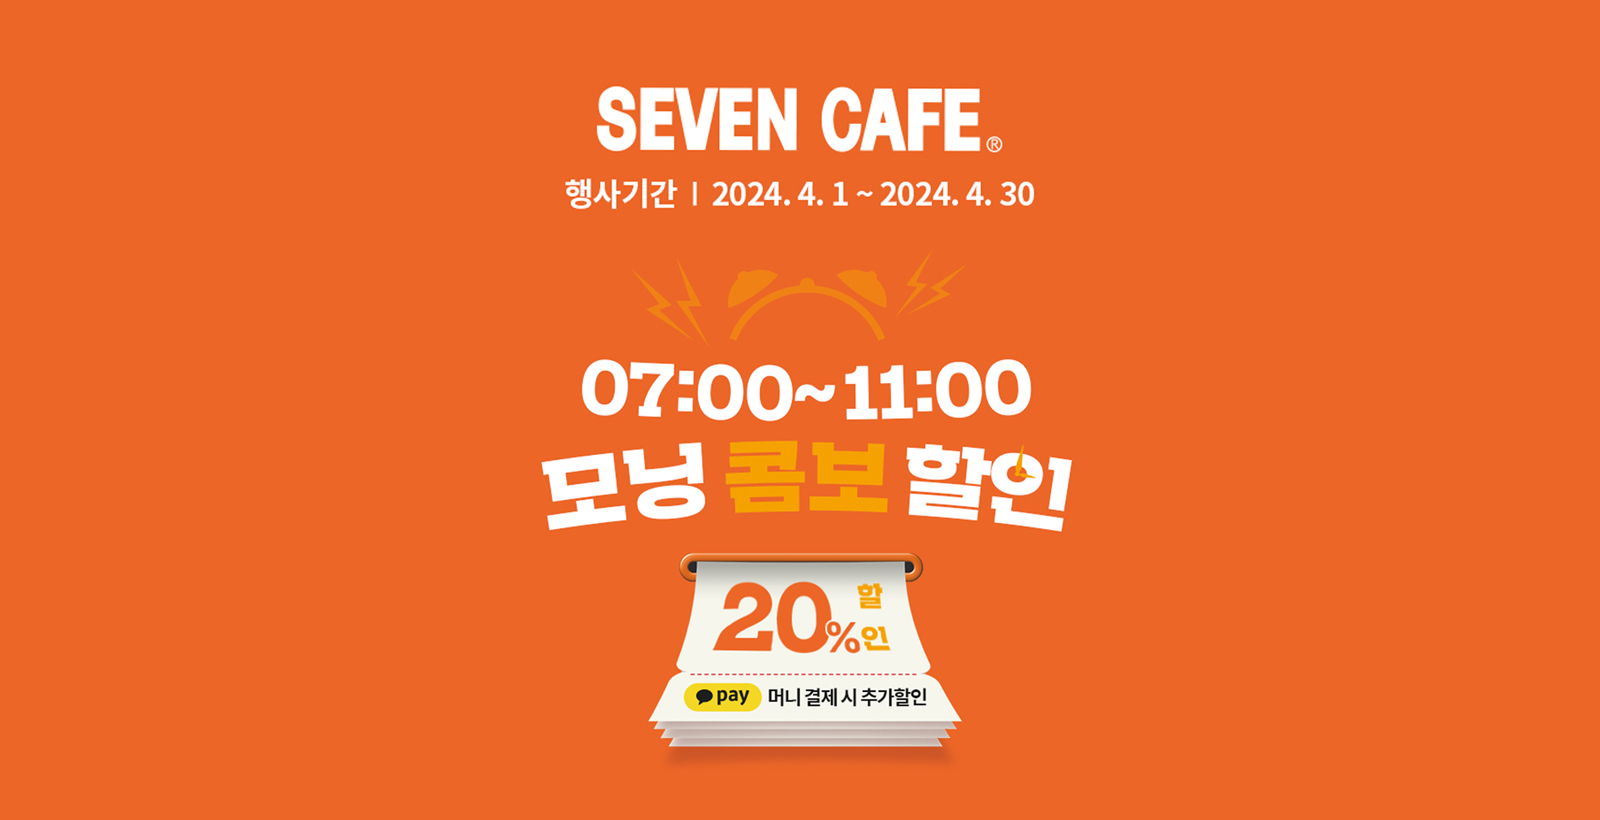 SEVEN CAFE®
행사기간 | 2024. 4. 1 ~ 2024. 4. 30
07:00~11:00
모닝 콤보 할인
20% 할인
pay 머니 결제 시 추가할인